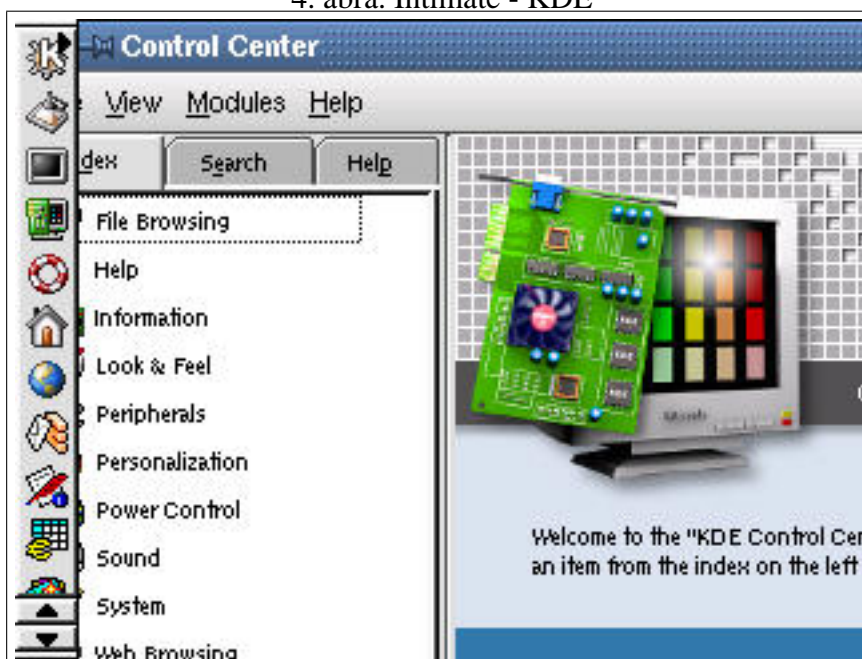 4. ábra. Intimate - KDE
Control Center
View Modules Help
dex Search Help
File Browsing
Help
Information
Look & Feel
Peripherals
Personalization
Power Control
Sound
System
Web Browsing
Welcome to the "KDE Control Cen
an item from the index on the left